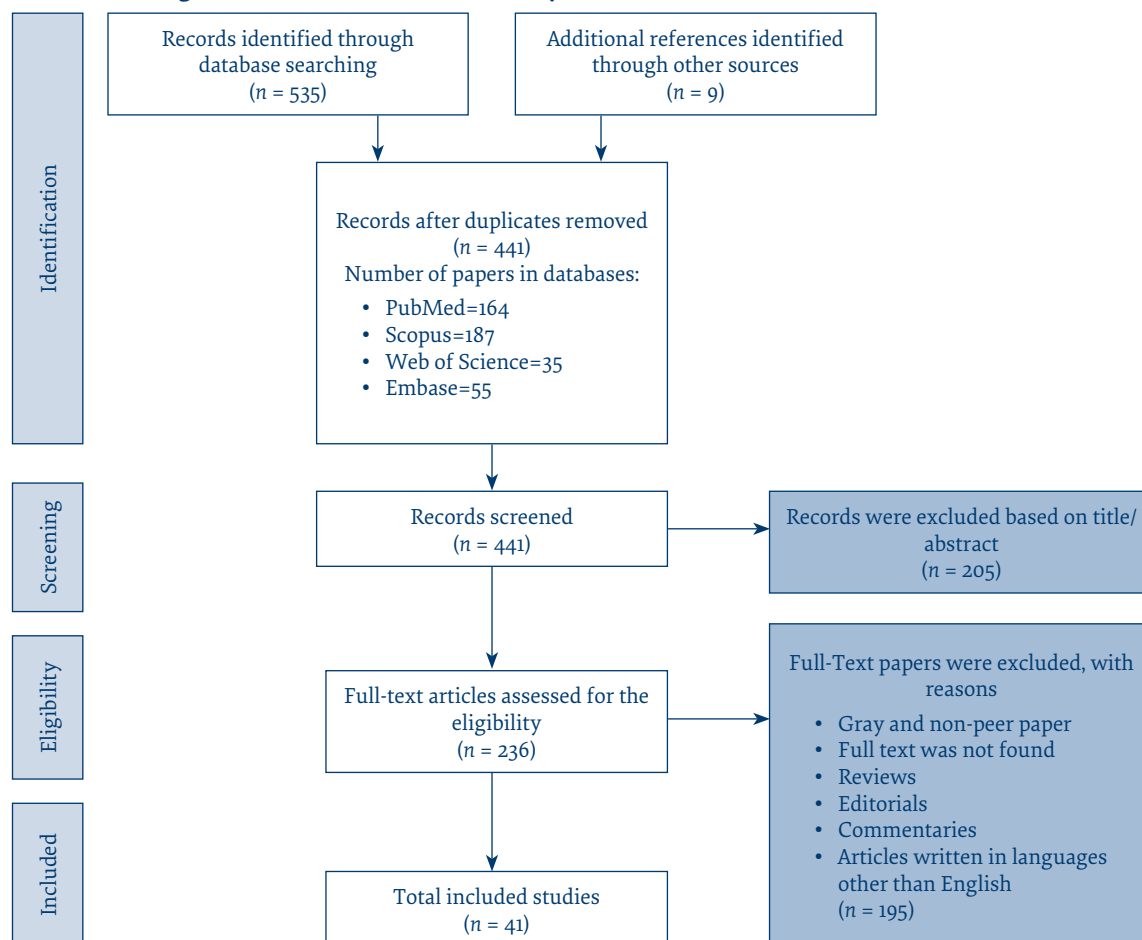 Records identified through
database searching
(n = 535)
Additional references identified
through other sources
(n = 9)
Identification
Records after duplicates removed
(n = 441)
Number of papers in databases:
• PubMed=164
• Scopus=187
• Web of Science=35
• Embase=55
Screening
Records screened
(n = 441)
Records were excluded based on title/
abstract
(n = 205)
Eligibility
Full-text articles assessed for the
eligibility
(n = 236)
Full-Text papers were excluded, with
reasons
• Gray and non-peer paper
• Full text was not found
• Reviews
• Editorials
• Commentaries
• Articles written in languages
other than English
(n = 195)
Included
Total included studies
(n = 41)